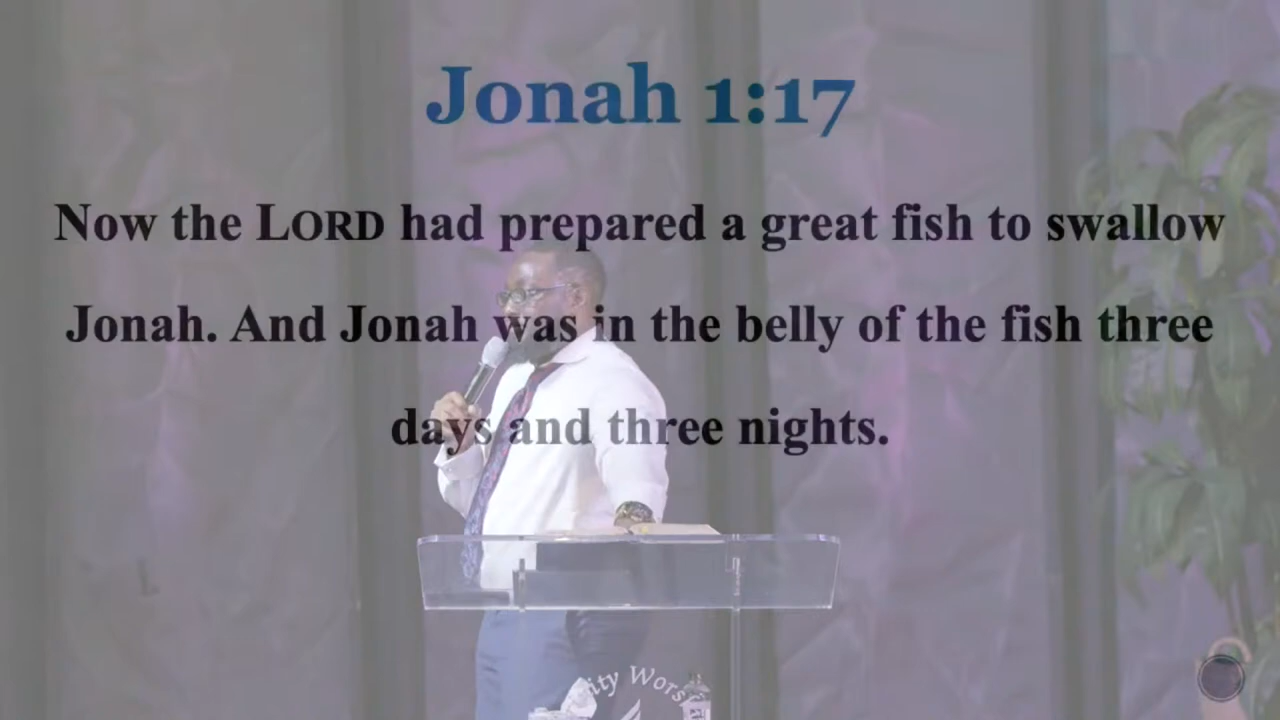 Jonah 1:17
Now the LORD had prepared a great fish to swallow
Jonah. And Jonah was in the belly of the fish three
days and three nights.